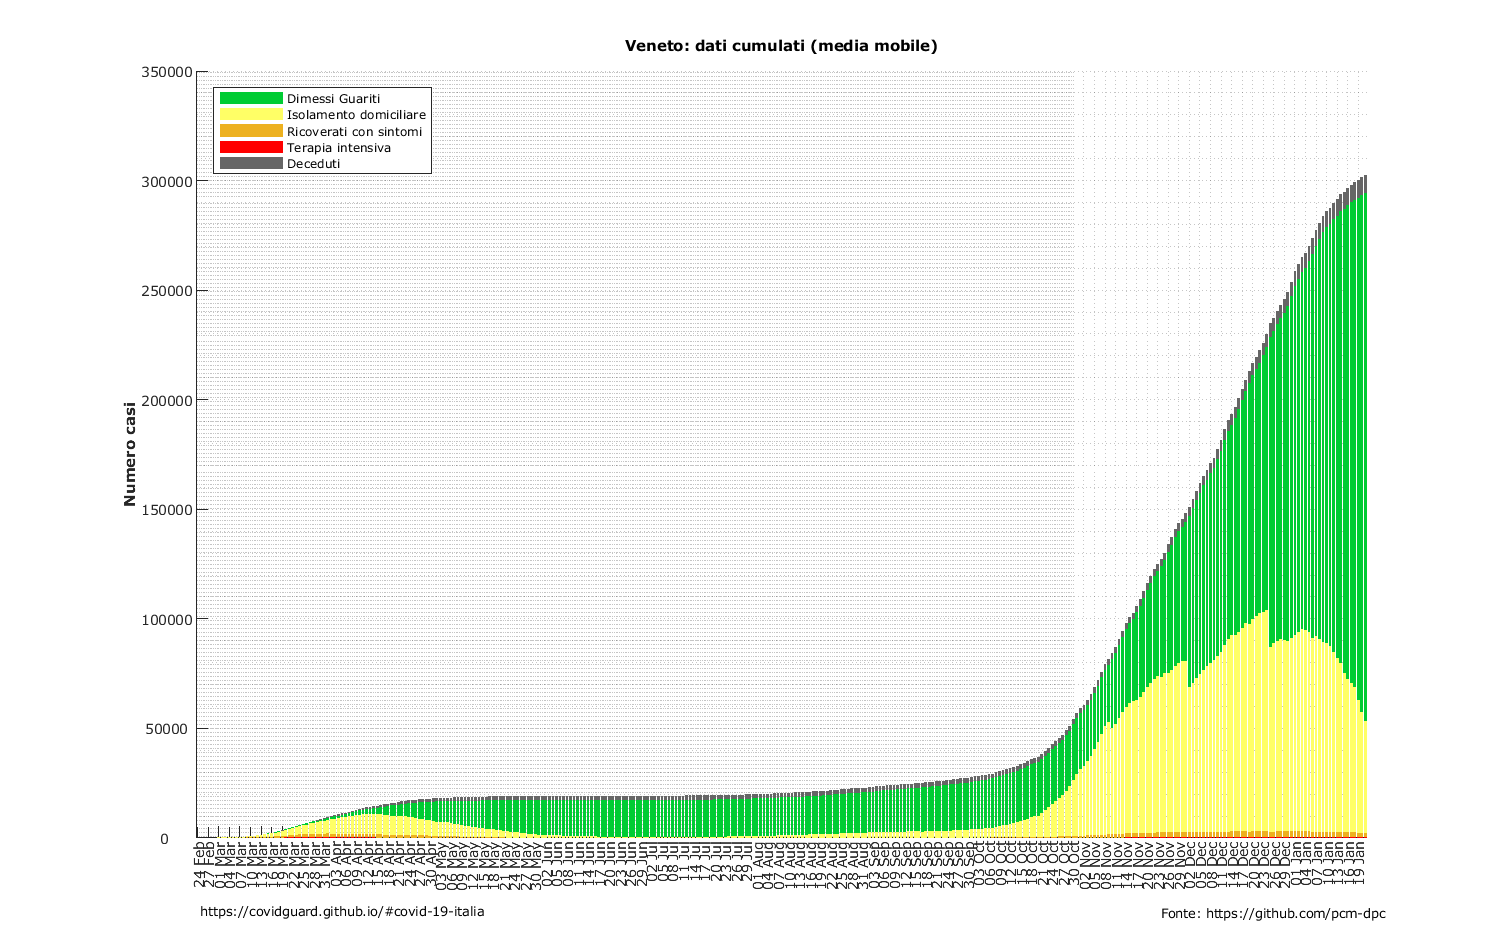 Veneto: dati cumulati (media mobile)
350000
300000
250000
200000
150000
100000
50000
0
Numero casi
Dimessi Guariti
Isolamento domiciliare
Ricoverati con sintomi
Terapia intensiva
Deceduti
24 Feb
27 Feb
01 Mar
04 Mar
07 Mar
10 Mar
13 Mar
16 Mar
19 Mar
22 Mar
25 Mar
28 Mar
31 Mar
03 Apr
06 Apr
09 Apr
12 Apr
15 Apr
18 Apr
21 Apr
24 Apr
27 Apr
30 Apr
03 May
06 May
09 May
12 May
15 May
18 May
21 May
24 May
27 May
30 May
02 Jun
05 Jun
08 Jun
11 Jun
14 Jun
17 Jun
20 Jun
23 Jun
26 Jun
29 Jun
02 Jul
05 Jul
08 Jul
11 Jul
14 Jul
17 Jul
20 Jul
23 Jul
26 Jul
29 Jul
01 Aug
04 Aug
07 Aug
10 Aug
13 Aug
16 Aug
19 Aug
22 Aug
25 Aug
28 Aug
31 Aug
03 Sep
06 Sep
09 Sep
12 Sep
15 Sep
18 Sep
21 Sep
24 Sep
27 Sep
30 Sep
03 Oct
06 Oct
09 Oct
12 Oct
15 Oct
18 Oct
21 Oct
24 Oct
27 Oct
30 Oct
02 Nov
05 Nov
08 Nov
11 Nov
14 Nov
17 Nov
20 Nov
23 Nov
26 Nov
29 Nov
02 Dec
05 Dec
08 Dec
11 Dec
14 Dec
17 Dec
20 Dec
23 Dec
26 Dec
29 Dec
01 Jan
04 Jan
07 Jan
10 Jan
13 Jan
16 Jan
19 Jan
https://covidguard.github.io/#covid-19-italia
Fonte: https://github.com/pcm-dpc